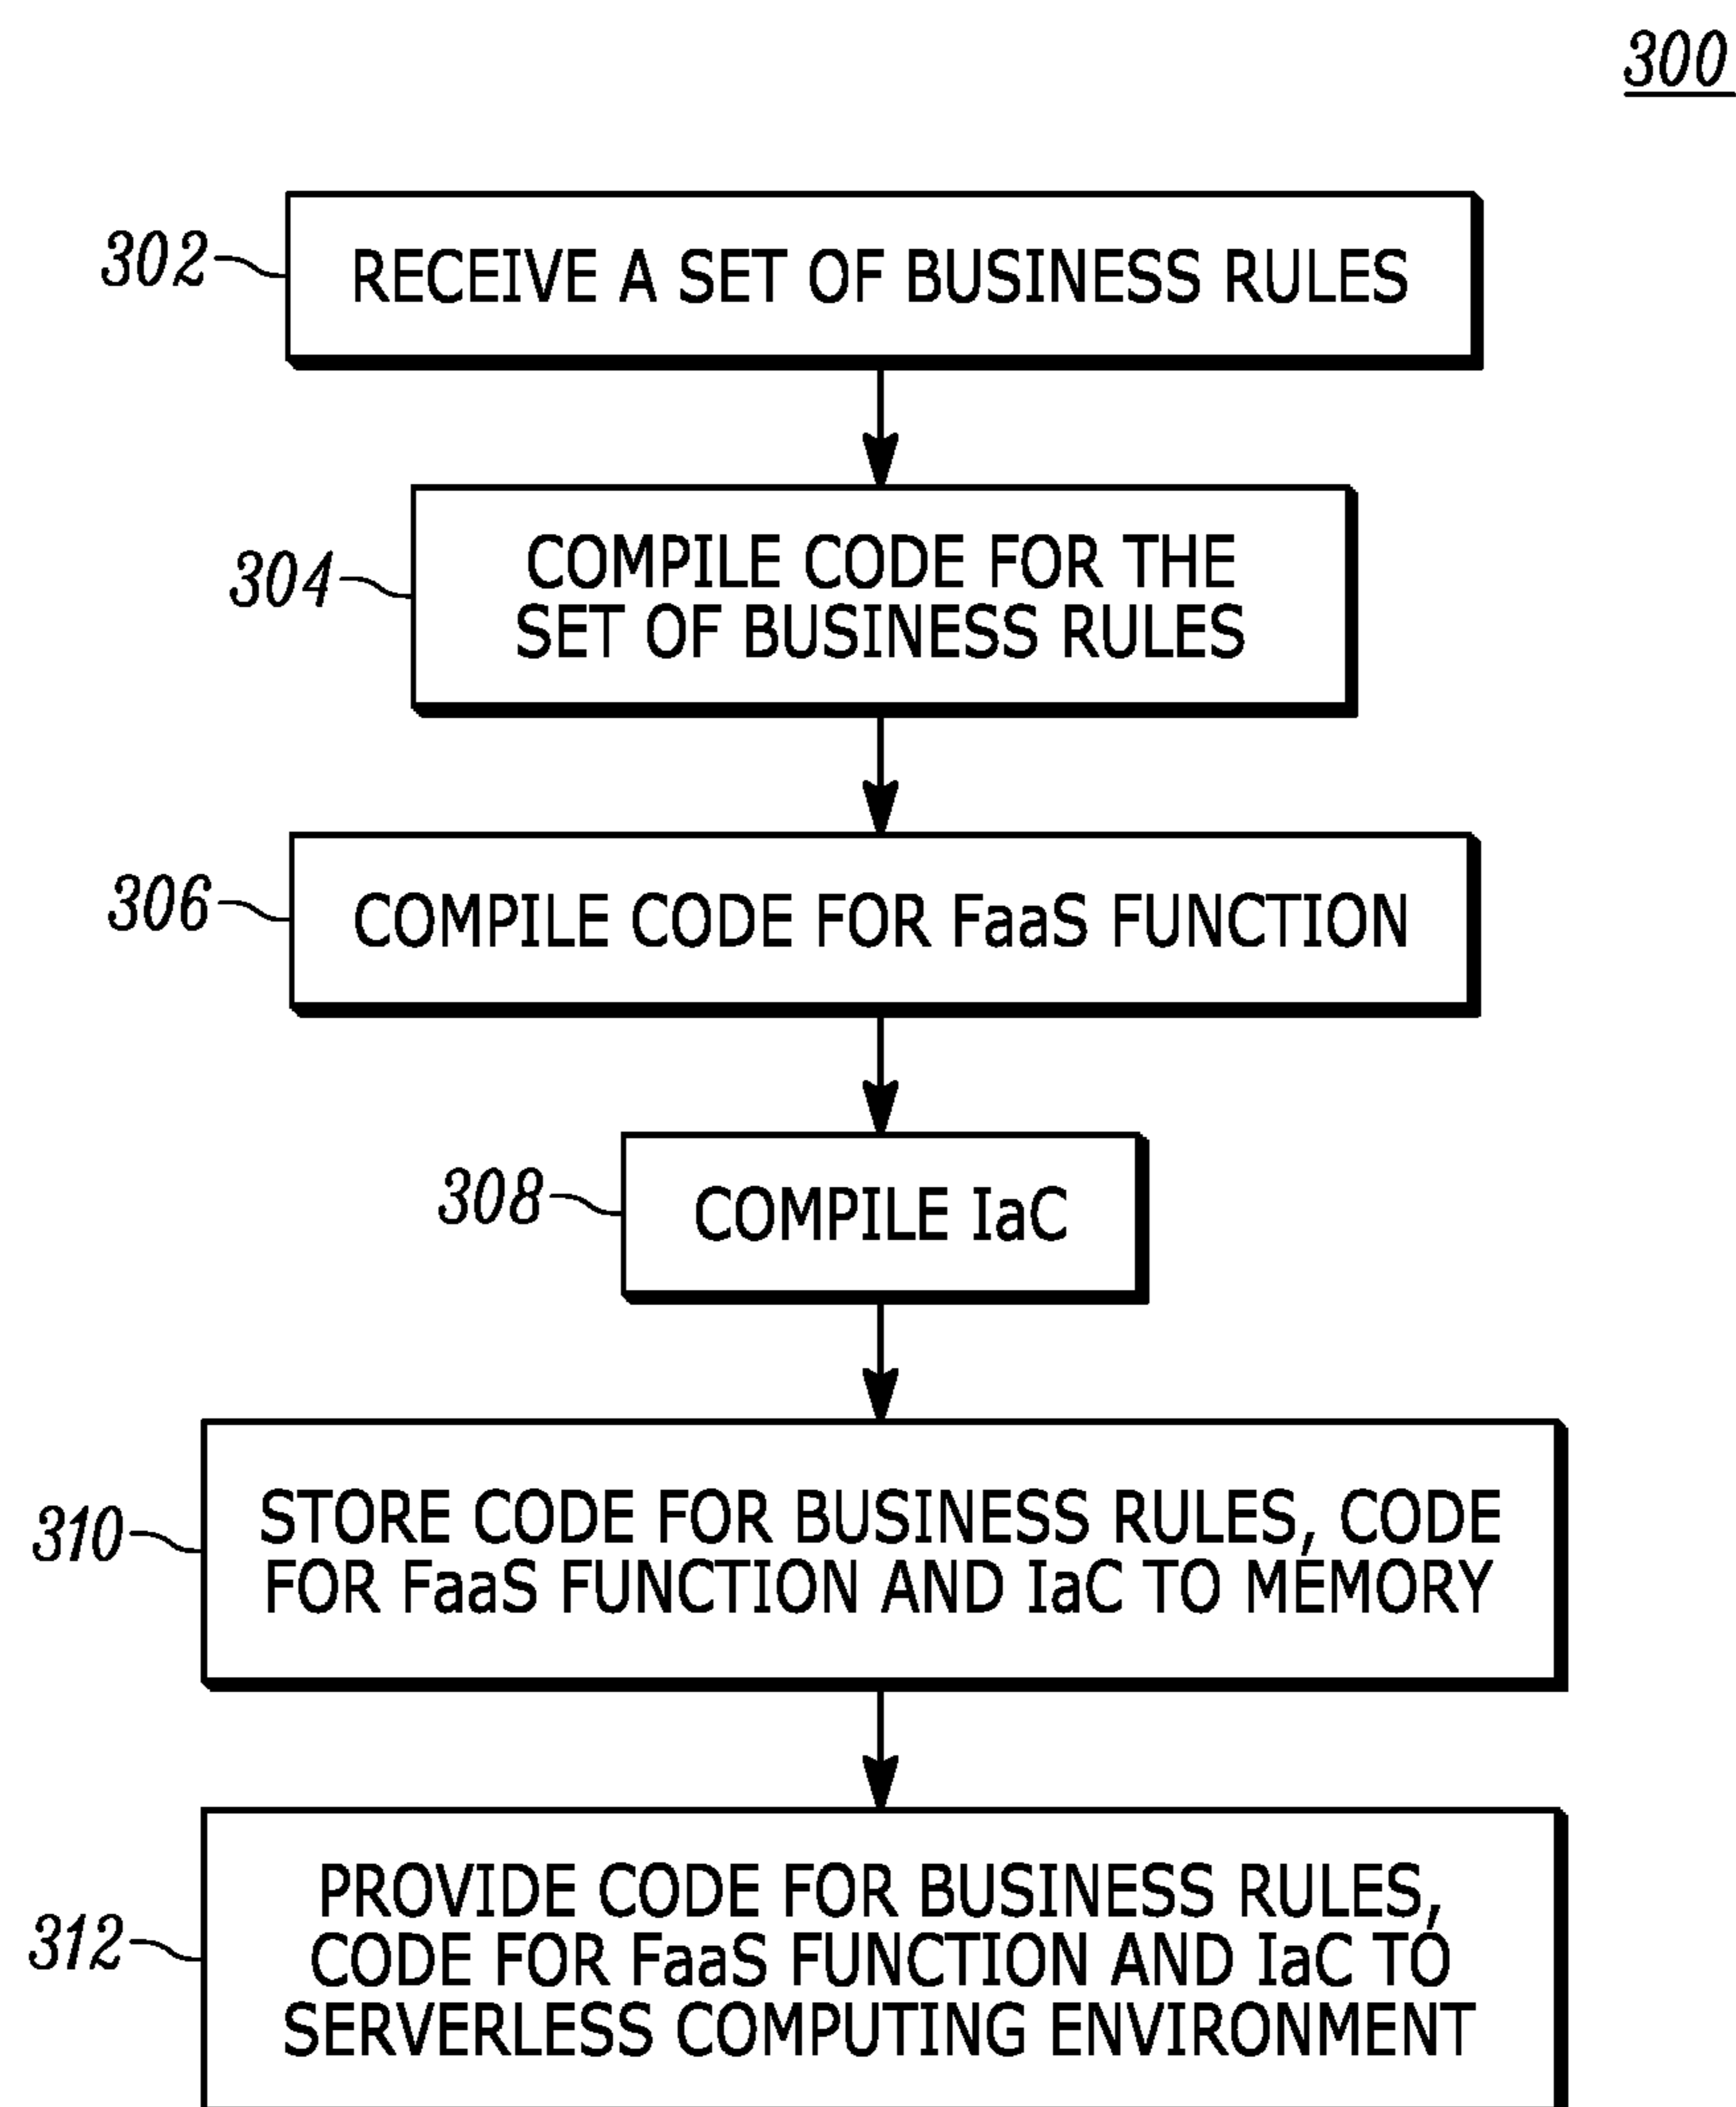 300
302
RECEIVE A SET OF BUSINESS RULES
304
COMPILE CODE FOR THE
SET OF BUSINESS RULES
306
COMPILE CODE FOR FaaS FUNCTION
308
COMPILE IaC
310
STORE CODE FOR BUSINESS RULES, CODE
FOR FaaS FUNCTION AND IaC TO MEMORY
312
PROVIDE CODE FOR BUSINESS RULES,
CODE FOR FaaS FUNCTION AND IaC TO
SERVERLESS COMPUTING ENVIRONMENT